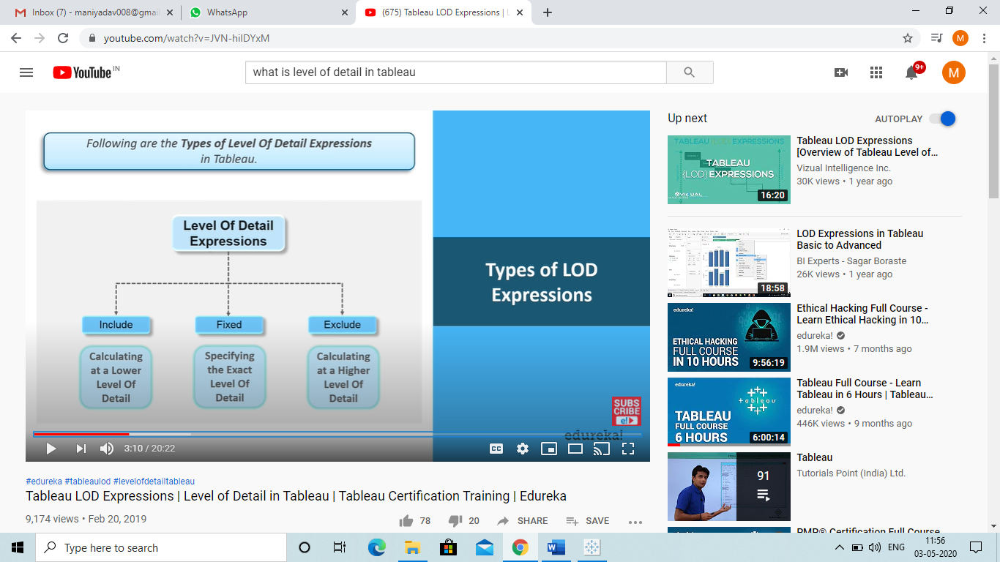 Inbox (7) - maniyadav008@gmai
WhatsApp
(675) Tableau LOD Expressions | L
youtube.com/watch?v=JVN-hiIDYxM
M
YouTube IN
what is level of detail in tableau
9+
M
Following are the Types of Level Of Detail Expressions
in Tableau.
Level Of Detail
Expressions
Include
Fixed
Exclude
Calculating
at a Lower
Level Of
Detail
Specifying
the Exact
Level Of
Detail
Calculating
at a Higher
Level Of
Detail
Types of LOD
Expressions
SUBS
CRIBE
e!
edureka!
3:10 / 20:22
CC
#edureka #tableaulod #levelofdetailtableau
Tableau LOD Expressions | Level of Detail in Tableau | Tableau Certification Training | Edureka
9,174 views • Feb 20, 2019
78
20
SHARE
SAVE
Up next
AUTOPLAY
TABLEAU {LOD} EXPRESSIONS
TABLEAU
{LOD} EXPRESSIONS
16:20
Tableau LOD Expressions
[Overview of Tableau Level of…
Vizual Intelligence Inc.
30K views • 1 year ago
18:58
LOD Expressions in Tableau
Basic to Advanced
BI Experts - Sagar Boraste
26K views • 1 year ago
edureka!
ETHICAL HACKING
FULL COURSE
IN 10 HOURS
9:56:19
Ethical Hacking Full Course -
Learn Ethical Hacking in 10…
edureka!
1.9M views • 7 months ago
edureka!
tableau
TABLEAU
FULL COURSE
6 HOURS
6:00:14
Tableau Full Course - Learn
Tableau in 6 Hours | Tableau…
edureka!
446K views • 9 months ago
91
Tableau
Tutorials Point (India) Ltd.
PMP® Certification Full Course
Type here to search
ENG
11:56
03-05-2020